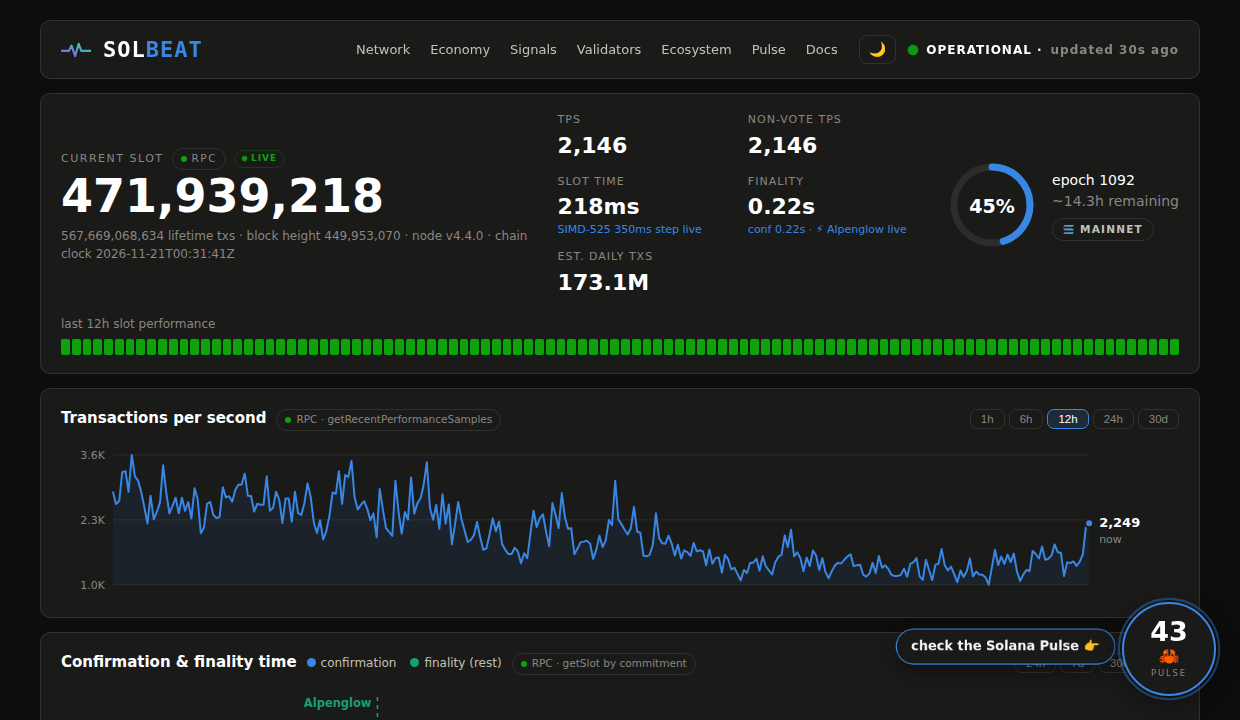 SOLBEAT
Network Economy Signals Validators Ecosystem Pulse Docs 🌙 OPERATIONAL · updated 30s ago
CURRENT SLOT RPC LIVE
471,939,218
567,669,068,634 lifetime txs · block height 449,953,070 · node v4.4.0 · chain
clock 2026-11-21T00:31:41Z
TPS
2,146
NON-VOTE TPS
2,146
SLOT TIME
218ms
SIMD-525 350ms step live
FINALITY
0.22s
conf 0.22s · ⚡ Alpenglow live
EST. DAILY TXS
173.1M
45%
epoch 1092
~14.3h remaining
MAINNET
last 12h slot performance
Transactions per second RPC · getRecentPerformanceSamples
1h 6h 12h 24h 30d
3.6K
2.3K
1.0K
2,249
now
Confirmation & finality time confirmation finality (rest) RPC · getSlot by commitment
Alpenglow
check the Solana Pulse 👉
43
🦀
PULSE